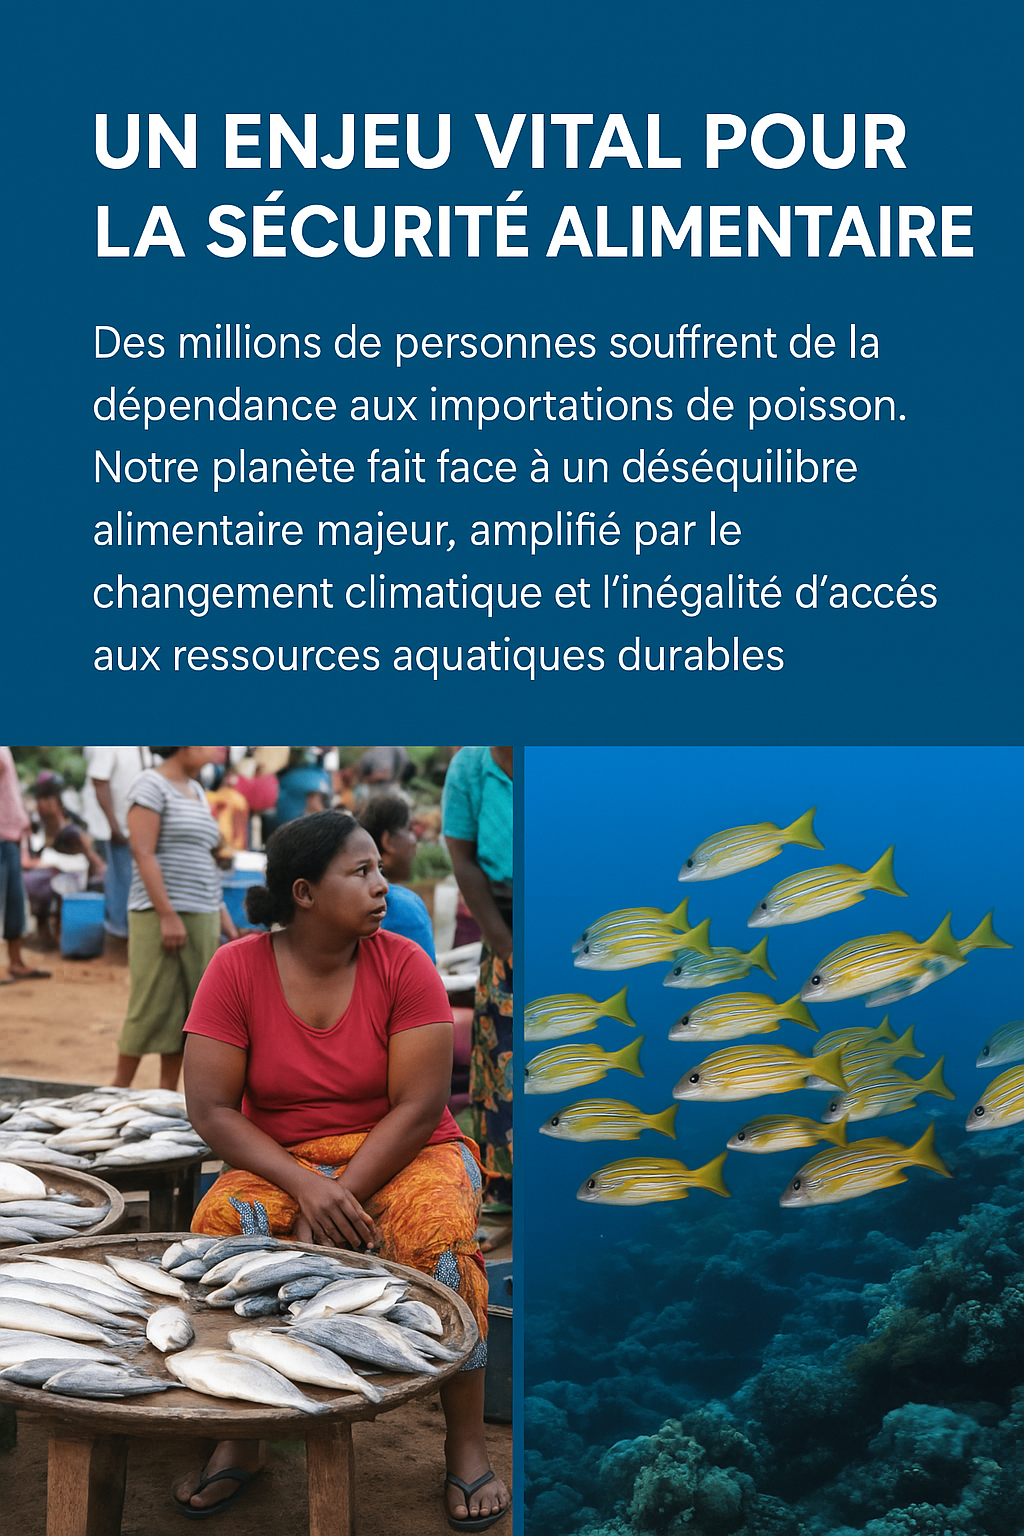 UN ENJEU VITAL POUR
LA SÉCURITÉ ALIMENTAIRE
Des millions de personnes souffrent de la
dépendance aux importations de poisson.
Notre planète fait face à un déséquilibre
alimentaire majeur, amplifié par le
changement climatique et l’inégalité d’accés
aux ressources aquatiques durables